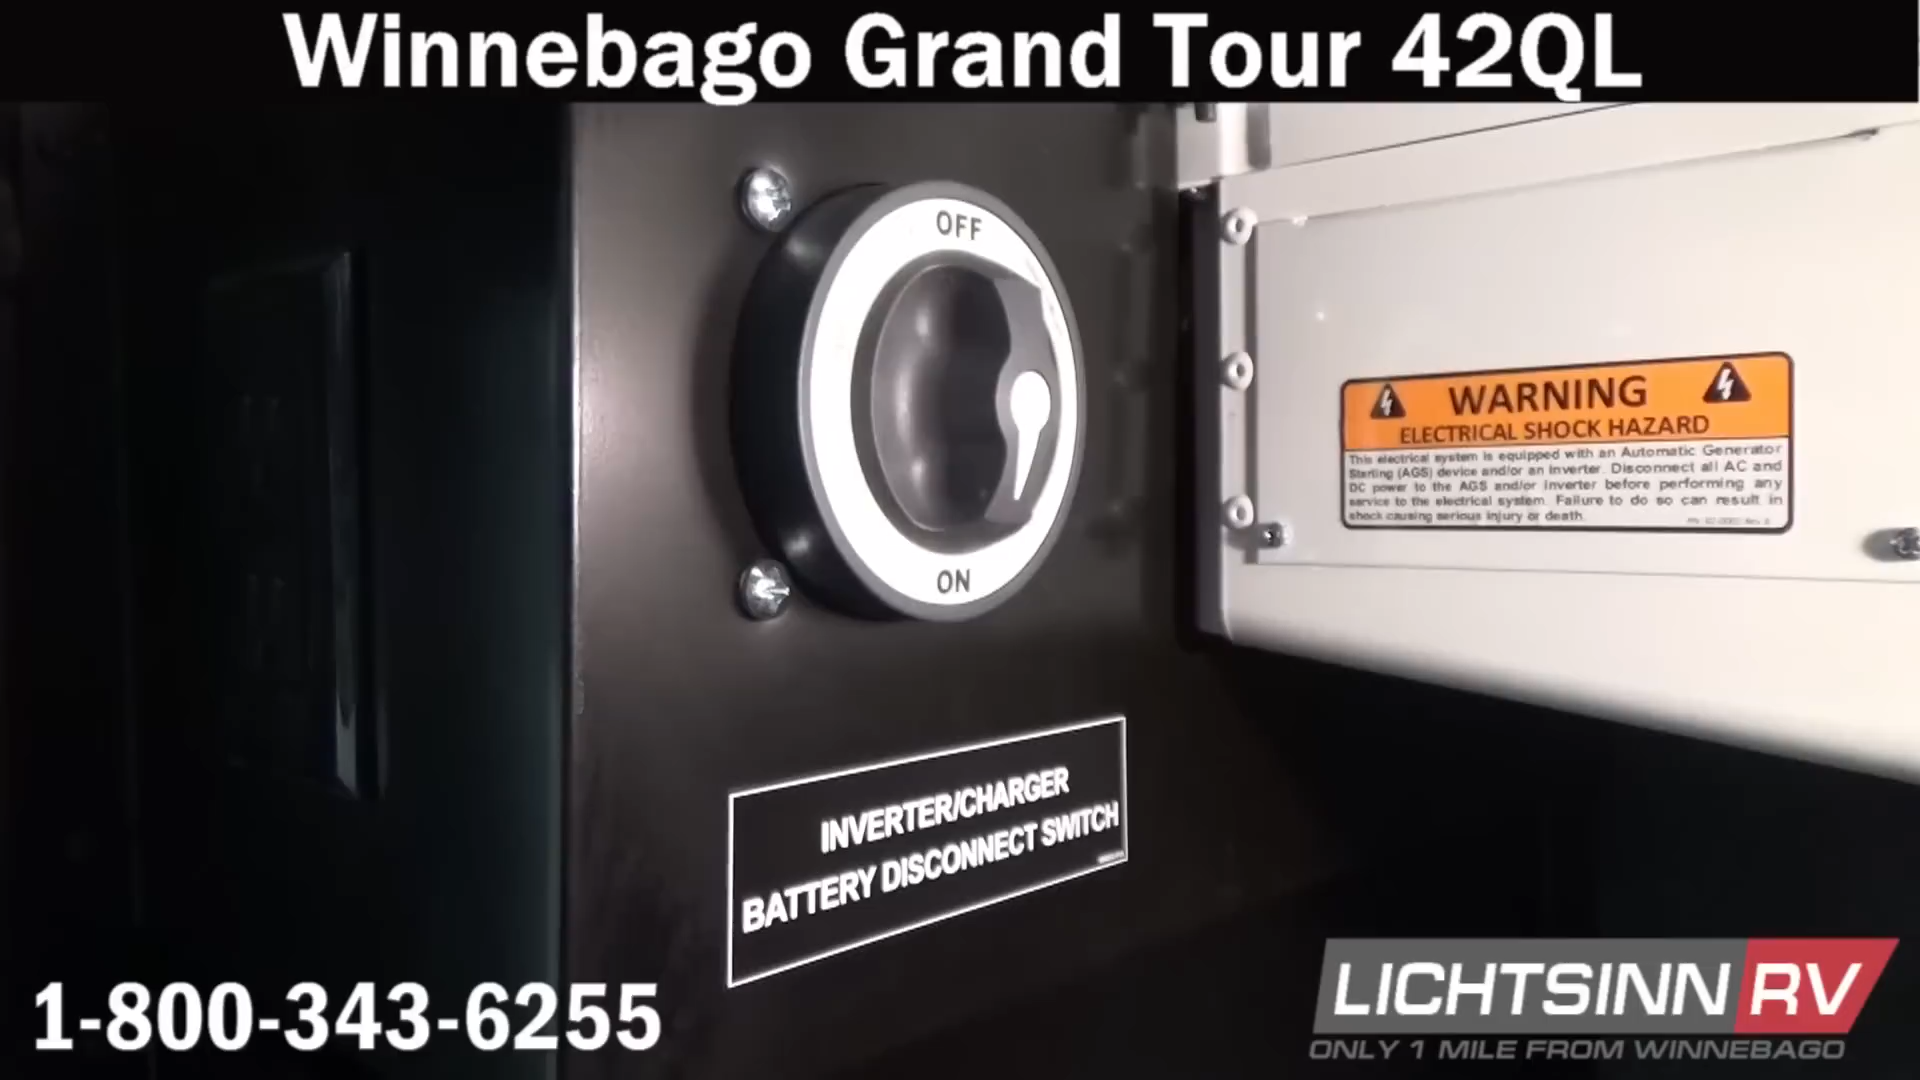 Winnebago Grand Tour 42QL
OFF
ON
WARNING
ELECTRICAL SHOCK HAZARD
This electrical system is equipped with an Automatic Generator
Starting (AGS) device and/or an Inverter. Disconnect all AC and
DC power to the AGS and/or Inverter before performing any
service to the electrical system. Failure to do so can result in
shock causing serious injury or death.
INVERTER/CHARGER
BATTERY DISCONNECT SWITCH
1-800-343-6255
LICHTSINN RV
ONLY 1 MILE FROM WINNEBAGO